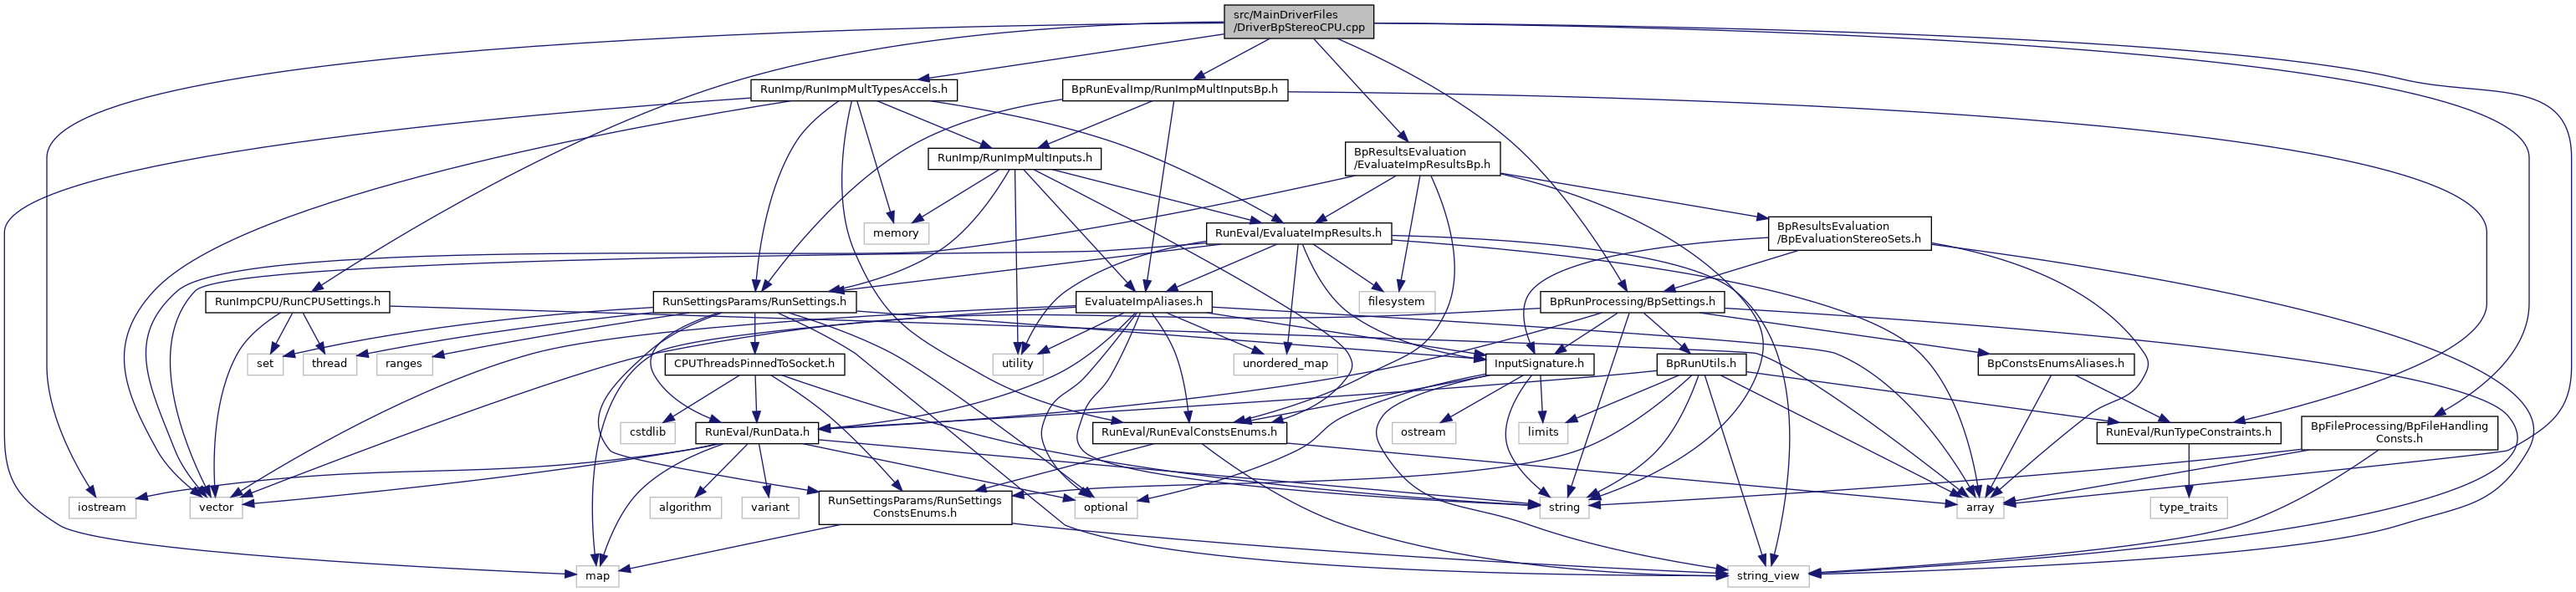 src/MainDriverFiles
/DriverBpStereoCPU.cpp
RunImp/RunImpMultTypesAccels.h
BpRunEvalImp/RunImpMultInputsBp.h
RunImp/RunImpMultInputs.h
BpResultsEvaluation
/EvaluateImpResultsBp.h
memory
RunEval/EvaluateImpResults.h
BpResultsEvaluation
/BpEvaluationStereoSets.h
RunImpCPU/RunCPUSettings.h
RunSettingsParams/RunSettings.h
EvaluateImpAliases.h
filesystem
BpRunProcessing/BpSettings.h
set
thread
ranges
CPUThreadsPinnedToSocket.h
utility
unordered_map
InputSignature.h
BpRunUtils.h
BpConstsEnumsAliases.h
cstdlib
RunEval/RunData.h
RunEval/RunEvalConstsEnums.h
ostream
limits
RunEval/RunTypeConstraints.h
BpFileProcessing/BpFileHandling
Consts.h
iostream
vector
algorithm
variant
RunSettingsParams/RunSettings
ConstsEnums.h
optional
string
array
type_traits
map
string_view